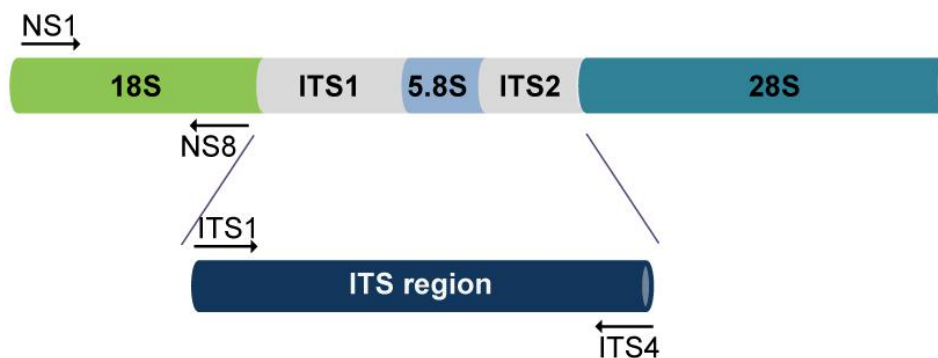 NS1
18S ITS1 5.8S ITS2 28S
NS8
ITS1
ITS region
ITS4